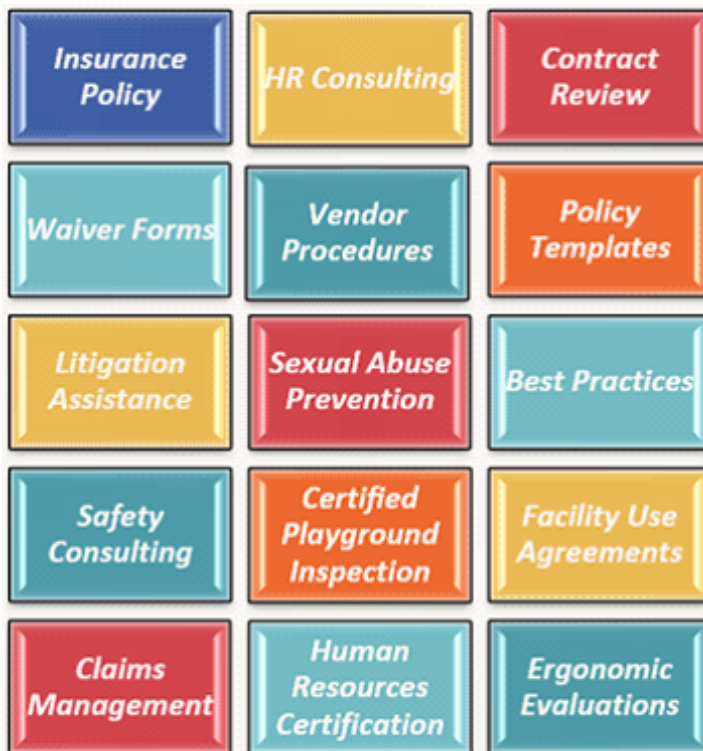 Insurance
Policy
HR Consulting
Contract
Review
Waiver Forms
Vendor
Procedures
Policy
Templates
Litigation
Assistance
Sexual Abuse
Prevention
Best Practices
Safety
Consulting
Certified
Playground
Inspection
Facility Use
Agreements
Claims
Management
Human
Resources
Certification
Ergonomic
Evaluations